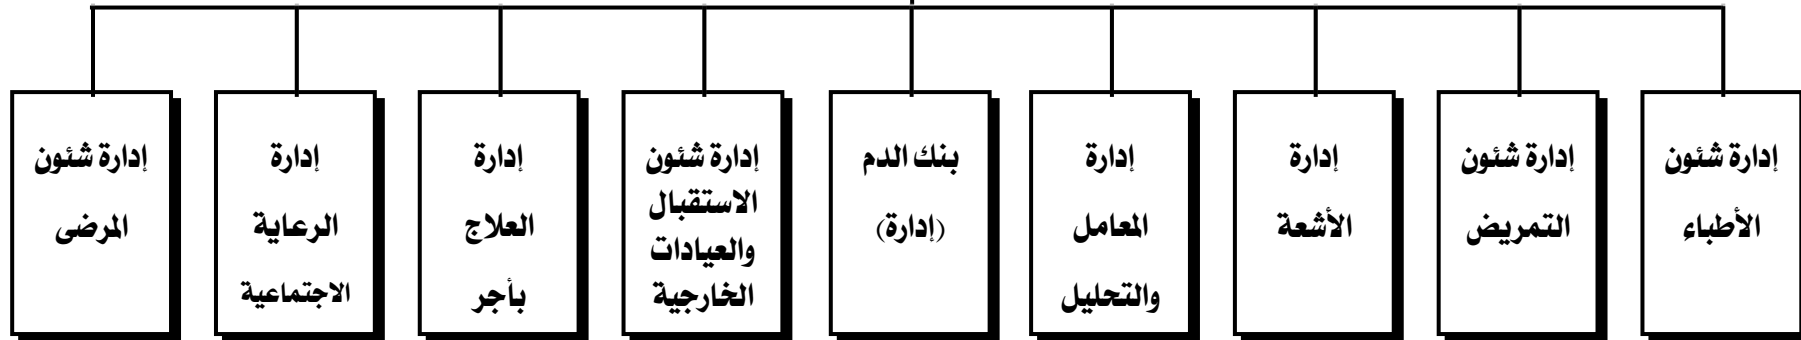 إدارة شئون
الأطباء
إدارة شئون
التمريض
إدارة
الأشعة
إدارة
المعامل
والتحليل
بنك الدم
(إدارة)
إدارة شئون
الاستقبال
والعيادات
الخارجية
إدارة
العلاج
بأجر
إدارة
الرعاية
الاجتماعية
إدارة شئون
المرضى